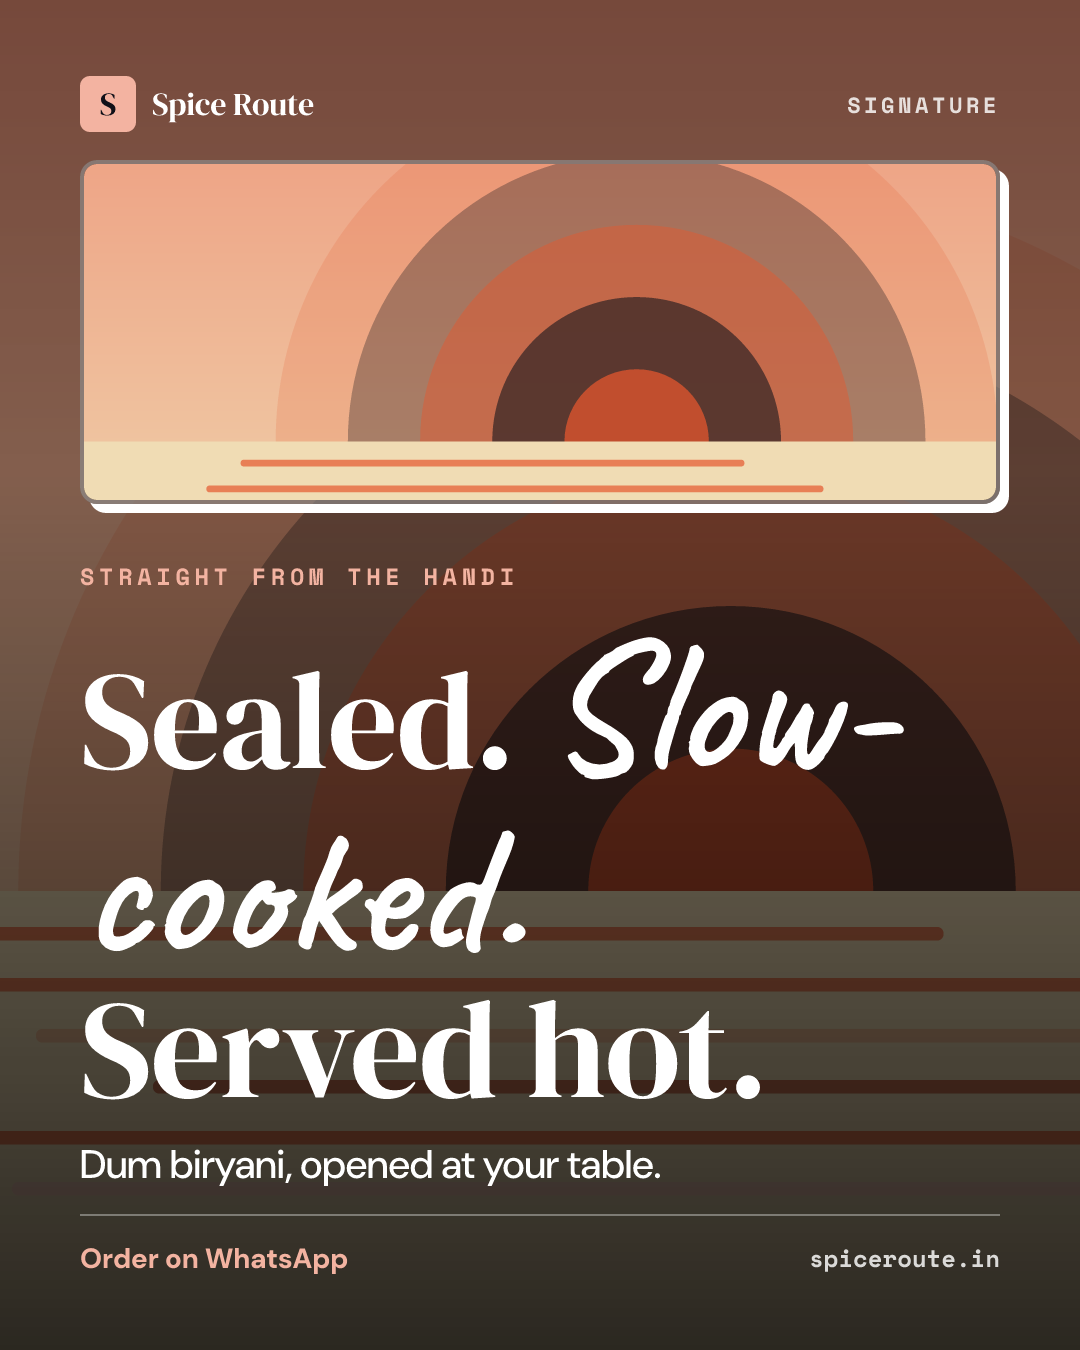 S
Spice Route
SIGNATURE
STRAIGHT FROM THE HANDI
Sealed. Slow-
cooked.
Served hot.
Dum biryani, opened at your table.
Order on WhatsApp
spiceroute.in